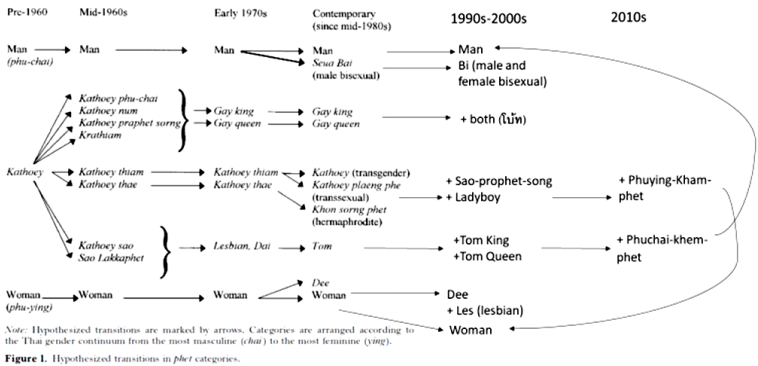 Pre-1960 Mid-1960s Early 1970s Contemporary 1990s-2000s 2010s
(since mid-1980s)
Man Man Man Man Man
(phu-chai) Seua Bai Bi (male and
(male bisexual) female bisexual)
Kathoey phu-chai
Kathoey num Gay king Gay king
Kathoey praphet sorng Gay queen Gay queen + both (โบ๊ท)
Krathiam
Kathoey Kathoey thiam Kathoey thiam Kathoey (transgender) + Sao-prophet-song + Phuying-Kham-
Kathoey thae Kathoey thae Kathoey plaeng phe + Ladyboy phet
(transsexual)
Khon sorng phet
(hermaphrodite)
Kathoey sao Lesbian, Dai Tom +Tom King + Phuchai-khem-
Sao Lakkaphet +Tom Queen phet
Dee
Woman Woman Woman Woman Dee
(phu-ying) + Les (lesbian)
Woman
Note: Hypothesized transitions are marked by arrows. Categories are arranged according to
the Thai gender continuum from the most masculine (chai) to the most feminine (ying).
Figure 1. Hypothesized transitions in phet categories.